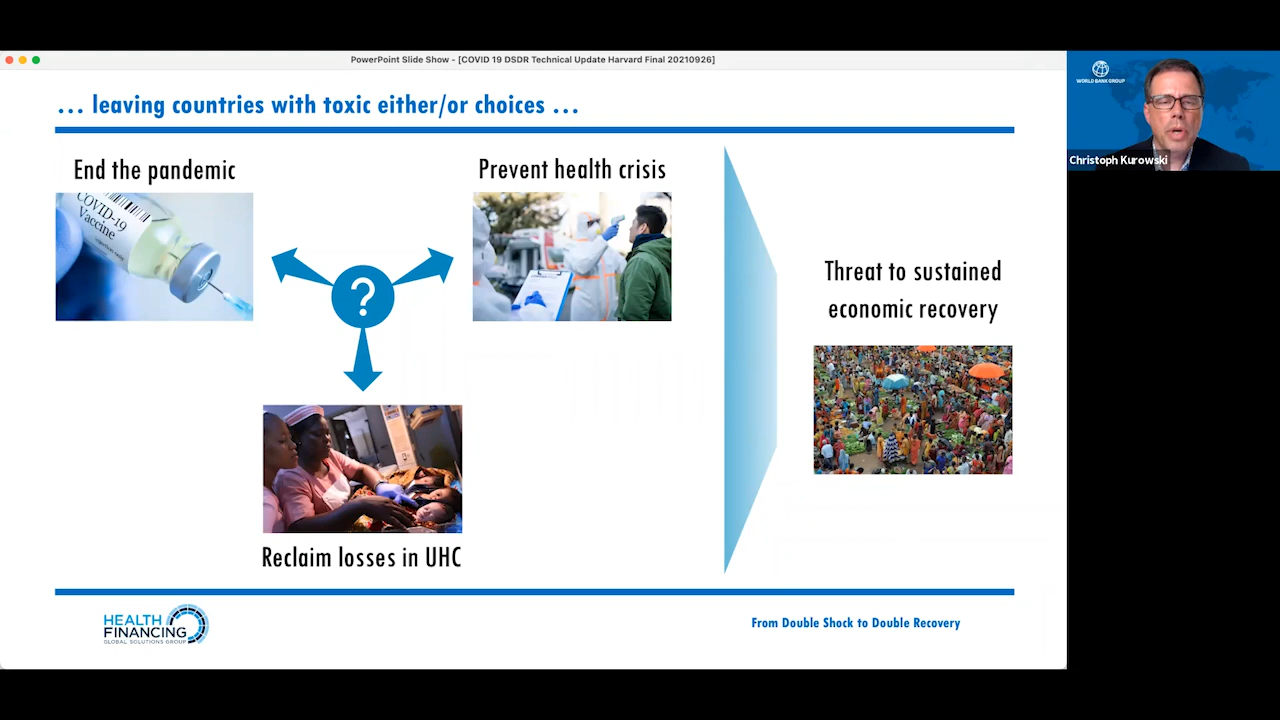 PowerPoint Slide Show - [COVID 19 DSDR Technical Update Harvard Final 20210926]
… leaving countries with toxic either/or choices …
End the pandemic
Prevent health crisis
COVID-19
Vaccine
?
Threat to sustained
economic recovery
Reclaim losses in UHC
HEALTH
FINANCING
GLOBAL SOLUTIONS GROUP
From Double Shock to Double Recovery
WORLD BANK GROUP
Christoph Kurowski